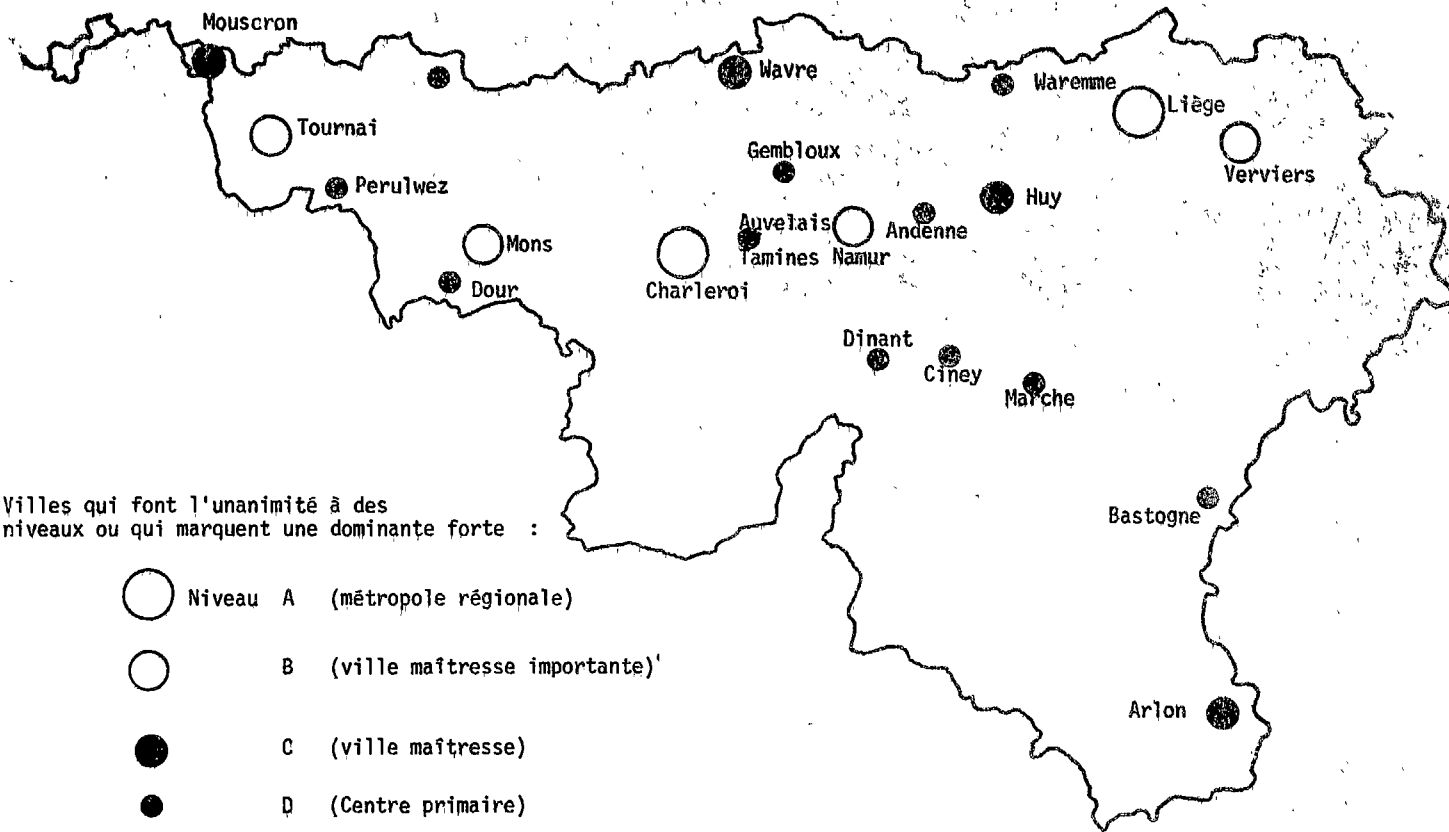 Mouscron
Wavre
Waremme
Liège
Tournai
Gembloux
Verviers
Perulwez
Huy
Auvelais
Andenne
Mons
Tamines Namur
Dour
Charleroi
Dinant
Ciney
Marche
Villes qui font l'unanimité à des
niveaux ou qui marquent une dominante forte :
Bastogne
Niveau A (métropole régionale)
B (ville maîtresse importante)
Arlon
C (ville maîtresse)
D (Centre primaire)